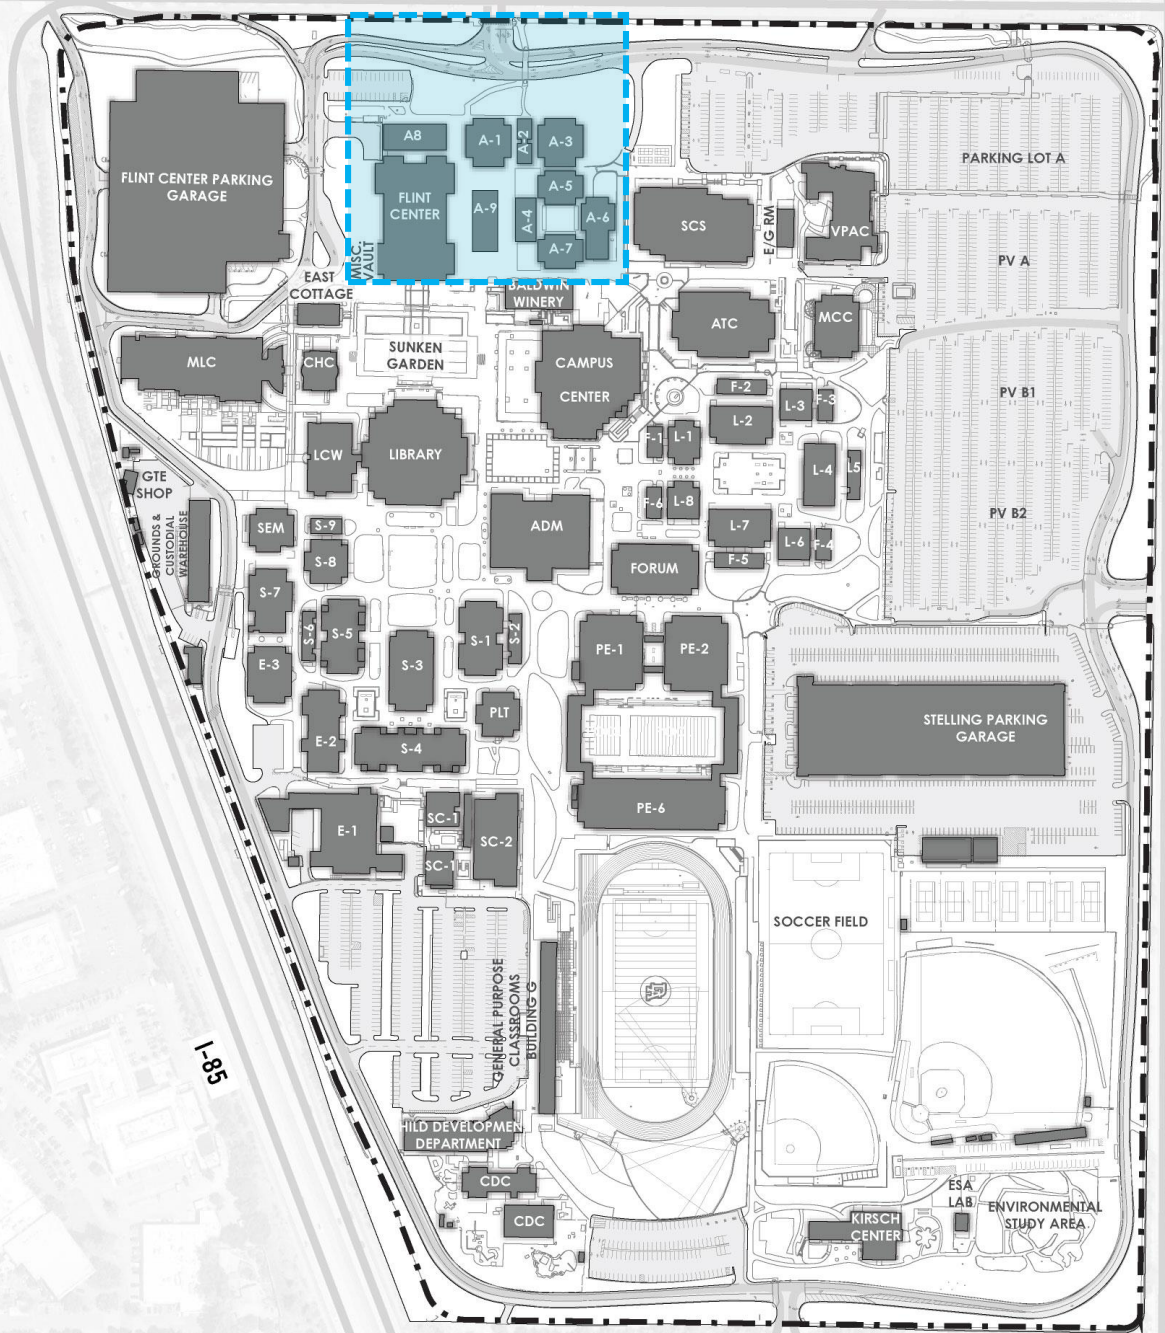 A8
A-1
A-2
A-3
PARKING LOT A
FLINT CENTER PARKING
GARAGE
FLINT
CENTER
A-9
A-5
A-4
A-6
A-7
SCS
E/G RM
VPAC
MISC.
VAULT
PV A
EAST
COTTAGE
BALDWIN
WINERY
ATC
MCC
MLC
CHC
SUNKEN
GARDEN
CAMPUS
CENTER
F-2
L-3
F-3
PV B1
L-2
F-1
L-1
LCW
LIBRARY
L-4
L5
GTE
SHOP
GROUNDS &
CUSTODIAL
WAREHOUSE
F-6
L-8
PV B2
SEM
S-9
ADM
L-7
L-6
F-4
S-8
F-5
FORUM
S-7
S-6
S-5
S-1
S-2
E-3
S-3
PE-1
PE-2
PLT
STELLING PARKING
GARAGE
E-2
S-4
PE-6
E-1
SC-1
SC-2
SC-1
SOCCER FIELD
GENERAL PURPOSE
CLASSROOMS
BUILDING G
I-85
HILD DEVELOPMEN
DEPARTMENT
CDC
CDC
ESA
LAB
ENVIRONMENTAL
STUDY AREA
KIRSCH
CENTER